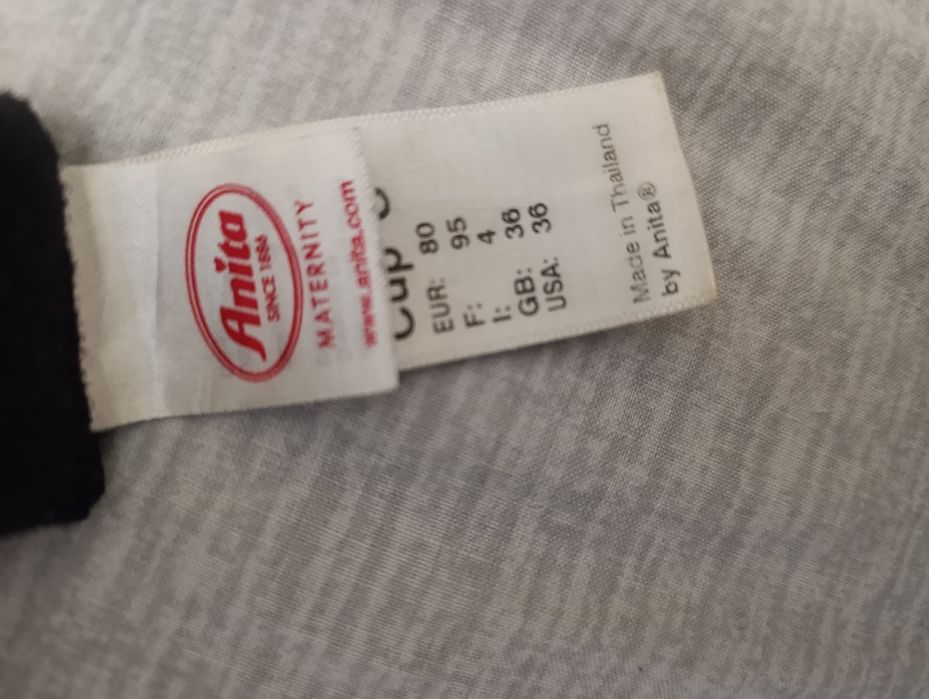 Anita
SINCE 1886
MATERNITY
www.anita.com
Cup
EUR: 80
F: 95
I: 4
GB: 36
USA: 36
Made in Thailand
by Anita®